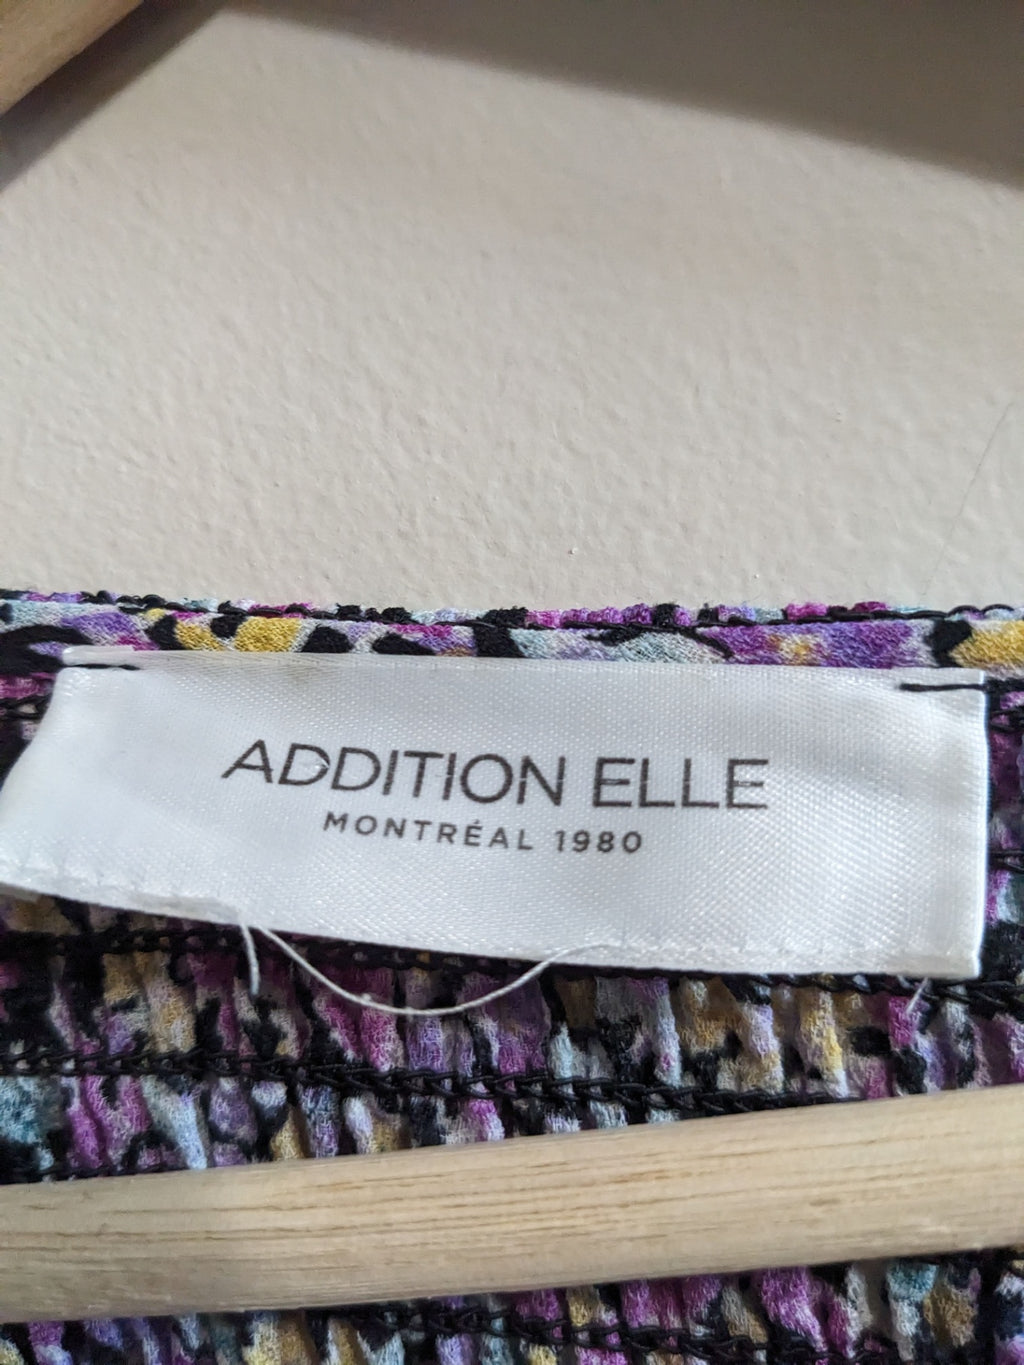 ADDITION ELLE
MONTRÉAL 1980